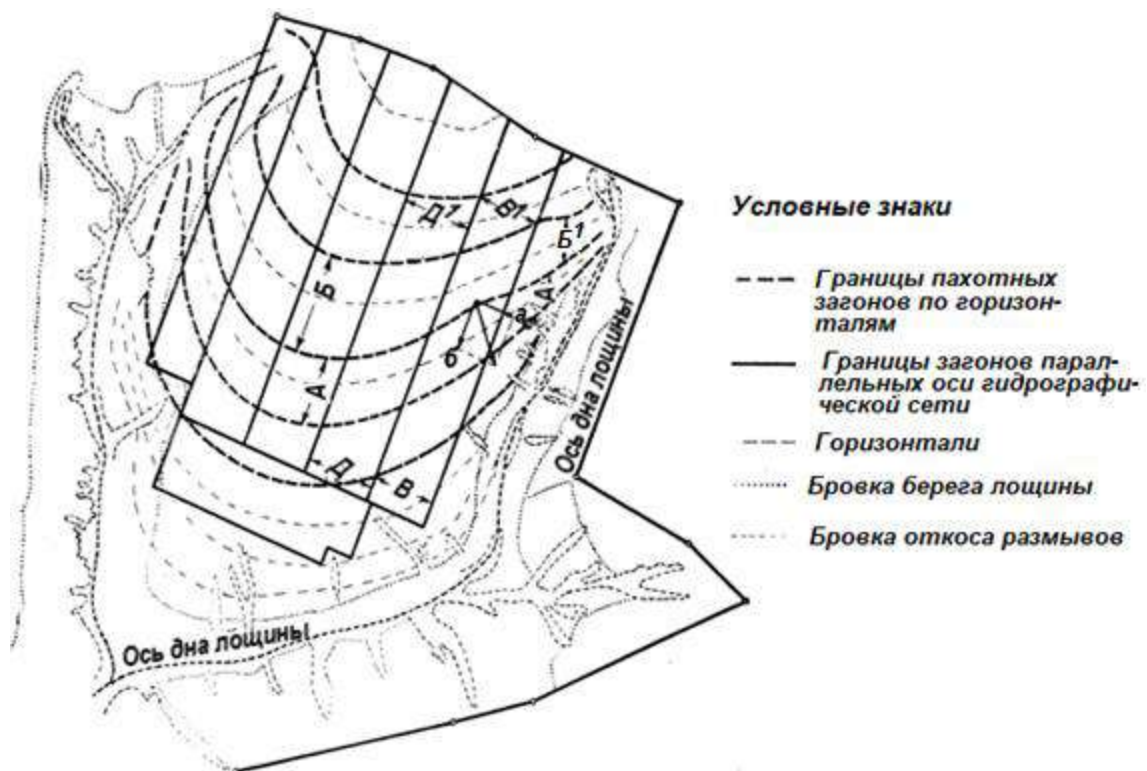 Д¹
В¹
Б¹
Б
А
а
б
А
Д
В
Ось дна лощины
Ось дна лощины
Условные знаки
Границы пахотных
загонов по горизон-
талям
Границы загонов парал-
лельных оси гидрографи-
ческой сети
Горизонтали
Бровка берега лощины
Бровка откоса размывов